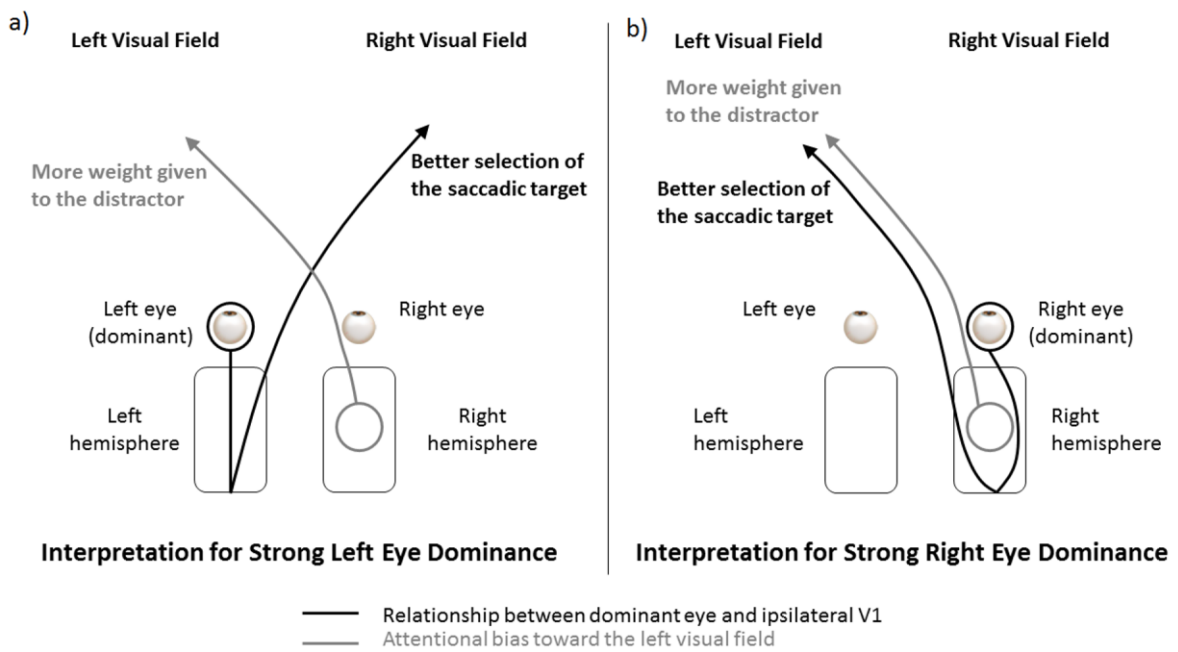 a)
Left Visual Field
Right Visual Field
More weight given
to the distractor
Better selection of
the saccadic target
Left eye
(dominant)
Right eye
Left
hemisphere
Right
hemisphere
Interpretation for Strong Left Eye Dominance
b)
Left Visual Field
Right Visual Field
More weight given
to the distractor
Better selection of
the saccadic target
Left eye
Right eye
(dominant)
Left
hemisphere
Right
hemisphere
Interpretation for Strong Right Eye Dominance
Relationship between dominant eye and ipsilateral V1
Attentional bias toward the left visual field